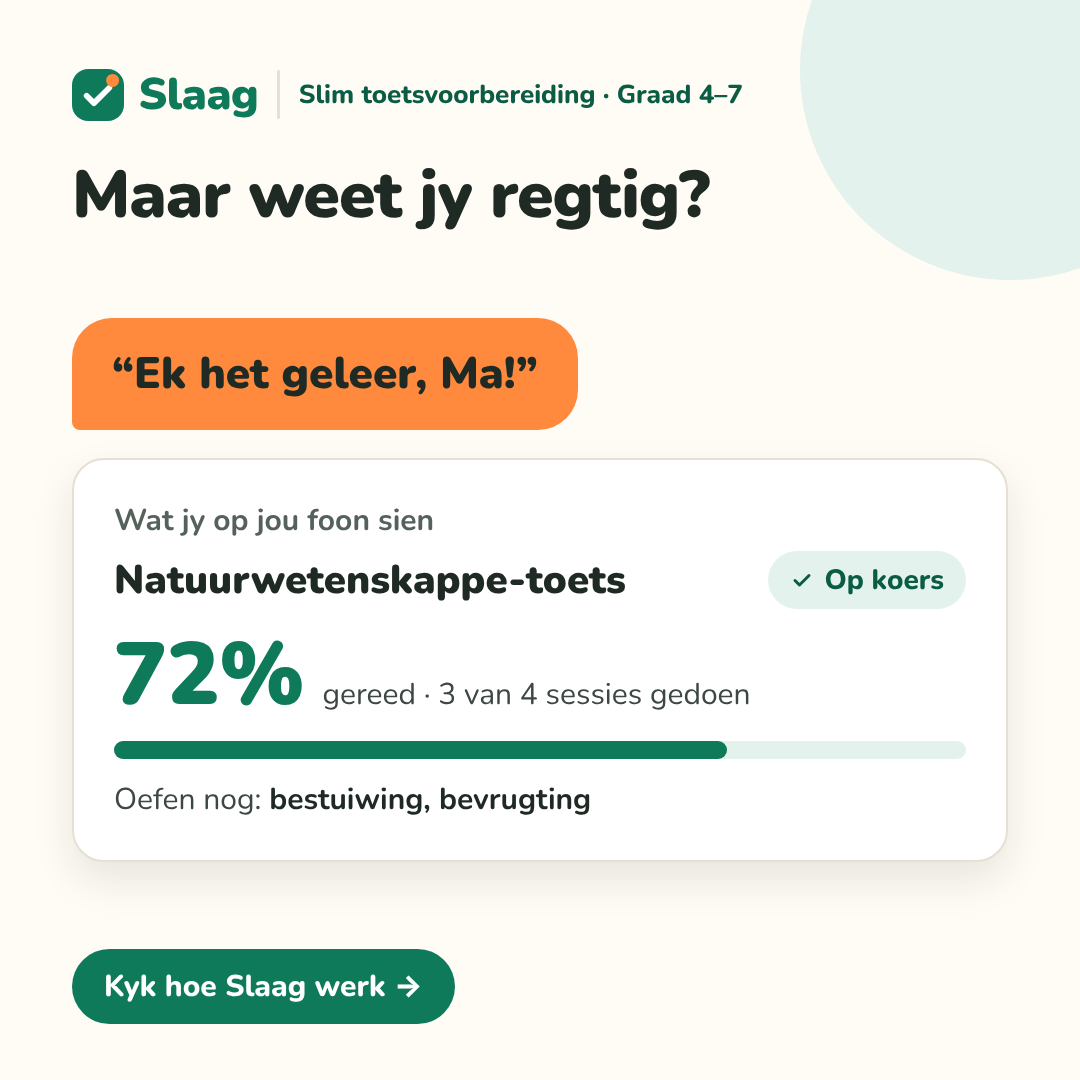 Slaag
Slim toetsvoorbereiding · Graad 4–7
Maar weet jy regtig?
“Ek het geleer, Ma!”
Wat jy op jou foon sien
Natuurwetenskappe-toets
✓ Op koers
72% gereed · 3 van 4 sessies gedoen
Oefen nog: bestuiwing, bevrugting
Kyk hoe Slaag werk →